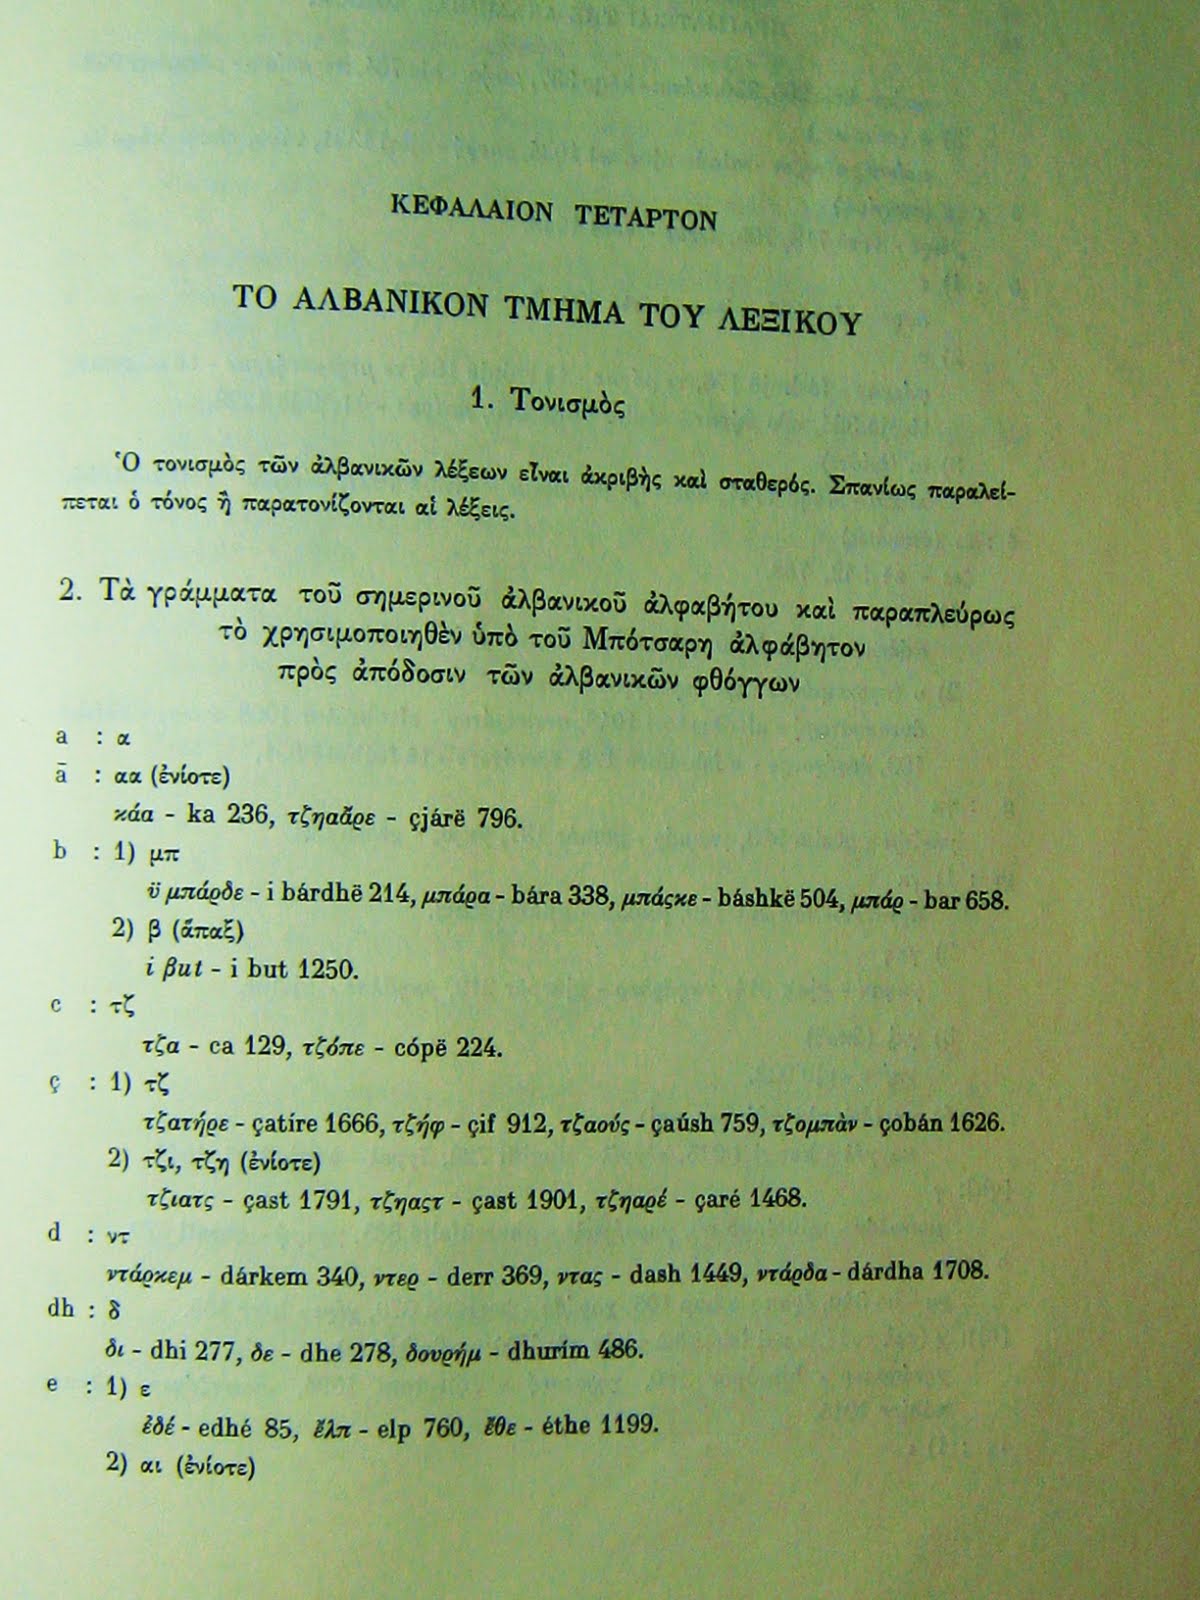 ΚΕΦΑΛΑΙΟΝ ΤΕΤΑΡΤΟΝ
ΤΟ ΑΛΒΑΝΙΚΟΝ ΤΜΗΜΑ ΤΟΥ ΛΕΞΙΚΟΥ
1. Τονισμὸς
Ὁ τονισμὸς τῶν ἀλβανικῶν λέξεων εἶναι ἀκριβὴς καὶ σταθερός. Σπανίως παραλεί-
πεται ὁ τόνος ἢ παρατονίζονται αἱ λέξεις.
2. Τὰ γράμματα τοῦ σημερινοῦ ἀλβανικοῦ ἀλφαβήτου καὶ παραπλεύρως
τὸ χρησιμοποιηθὲν ὑπὸ τοῦ Μπότσαρη ἀλφάβητον
πρὸς ἀπόδοσιν τῶν ἀλβανικῶν φθόγγων
a : α
ā : αα (ἐνίοτε)
κάα - ka 236, τζηαἄρε - çjárë 796.
b : 1) μπ
ϋ μπάρδε - i bárdhë 214, μπάρα - bára 338, μπάςκε - báshkë 504, μπάρ - bar 658.
2) β (ἅπαξ)
i βut - i but 1250.
c : τζ
τζα - ca 129, τζόπε - cópë 224.
ç : 1) τζ
τζατήρε - çatíre 1666, τζήφ - çif 912, τζαούς - çaúsh 759, τζομπὰν - çobán 1626.
2) τζι, τζη (ἐνίοτε)
τζιατς - çast 1791, τζηαςτ - çast 1901, τζηαρέ - çaré 1468.
d : ντ
ντάρκεμ - dárkem 340, ντερ - derr 369, ντας - dash 1449, ντάρδα - dárdha 1708.
dh : δ
δι - dhi 277, δε - dhe 278, δουρήμ - dhurím 486.
e : 1) ε
ἐδέ - edhé 85, ἔλπ - elp 760, ἔθε - éthe 1199.
2) αι (ἐνίοτε)